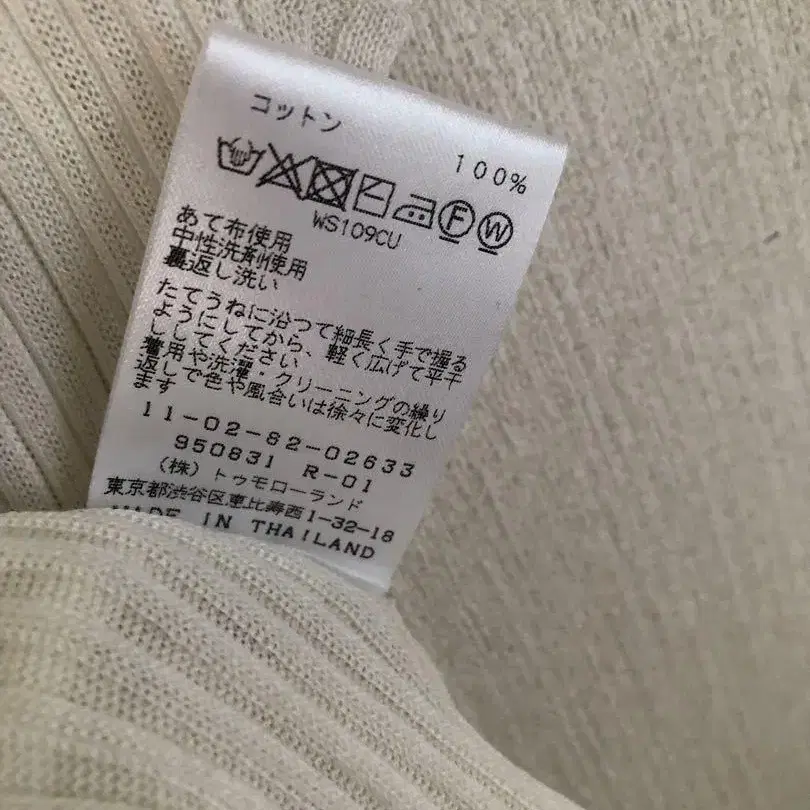 コットン
100%
F W
WS109CU
あて布使用
中性洗剤使用
裏返し洗い
たてうねに沿つて細長く手で握る
ようにしてから、軽く広げて平干
ししてください
着用や洗濯・クリーニングの繰り
返しで色や風合いは徐々に変化し
ます
11-02-82-02633
950831 R-01
(株)トゥモローランド
東京都渋谷区恵比寿西1-32-18
MADE IN THAILAND